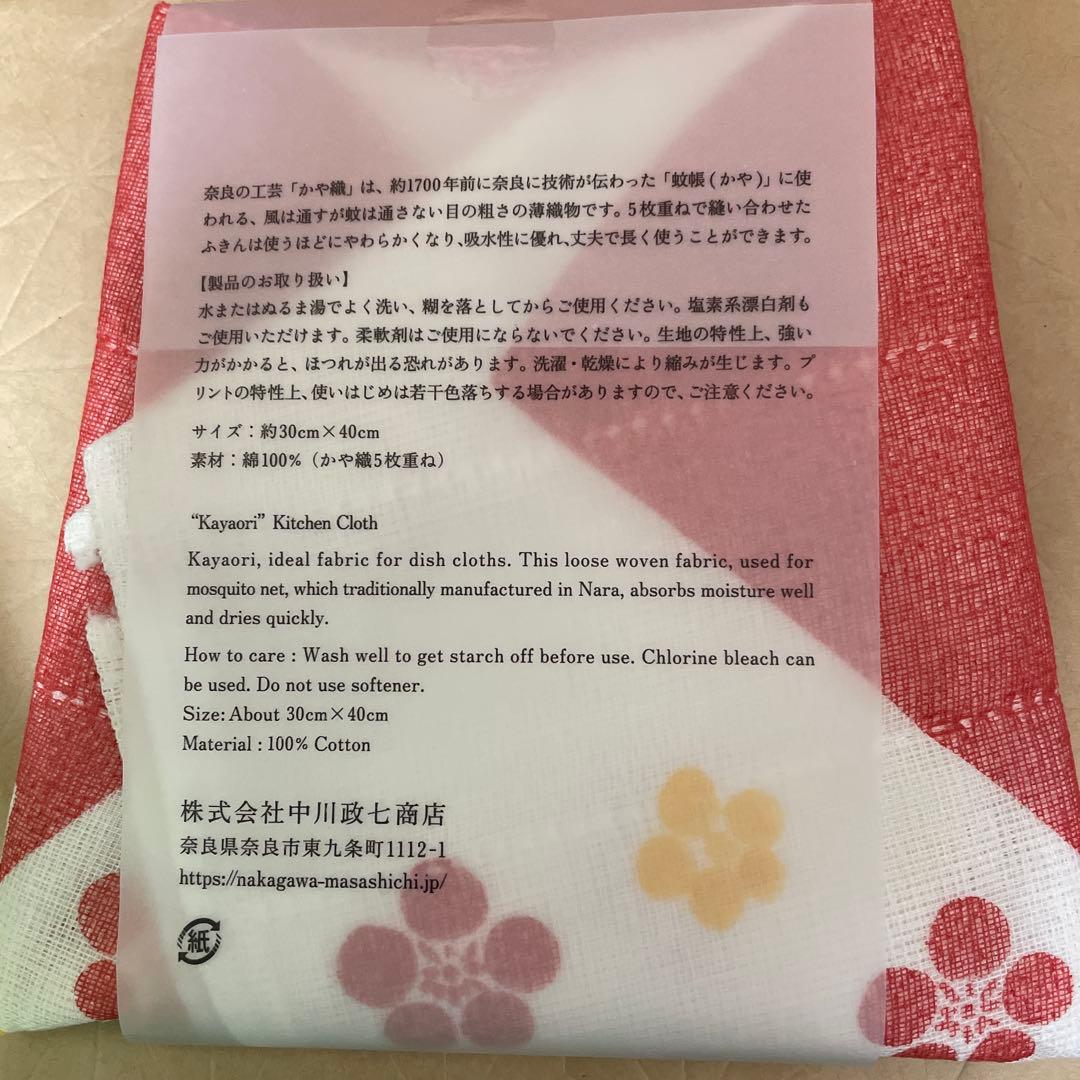 奈良の工芸「かや織」は、約1700年前に奈良に技術が伝わった「蚊帳(かや)」に使
われる、風は通すが蚊は通さない目の粗さの薄織物です。5枚重ねで縫い合わせた
ふきんは使うほどにやわらかくなり、吸水性に優れ、丈夫で長く使うことができます。
【製品のお取り扱い】
水またはぬるま湯でよく洗い、糊を落としてからご使用ください。塩素系漂白剤も
ご使用いただけます。柔軟剤はご使用にならないでください。生地の特性上、強い
力がかかると、ほつれが出る恐れがあります。洗濯・乾燥により縮みが生じます。プ
リントの特性上、使いはじめは若干色落ちする場合がありますので、ご注意ください。
サイズ：約30cm×40cm
素材：綿100%（かや織5枚重ね）
“Kayaori” Kitchen Cloth
Kayaori, ideal fabric for dish cloths. This loose woven fabric, used for
mosquito net, which traditionally manufactured in Nara, absorbs moisture well
and dries quickly.
How to care : Wash well to get starch off before use. Chlorine bleach can
be used. Do not use softener.
Size: About 30cm×40cm
Material : 100% Cotton
株式会社中川政七商店
奈良県奈良市東九条町1112-1
https://nakagawa-masashichi.jp/
紙